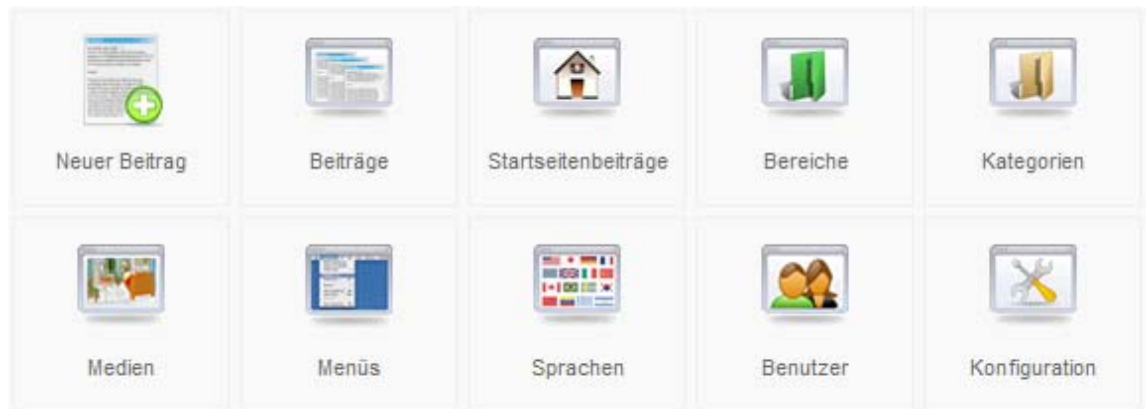 Neuer Beitrag
Beiträge
Startseitenbeiträge
Bereiche
Kategorien
Medien
Menüs
Sprachen
Benutzer
Konfiguration